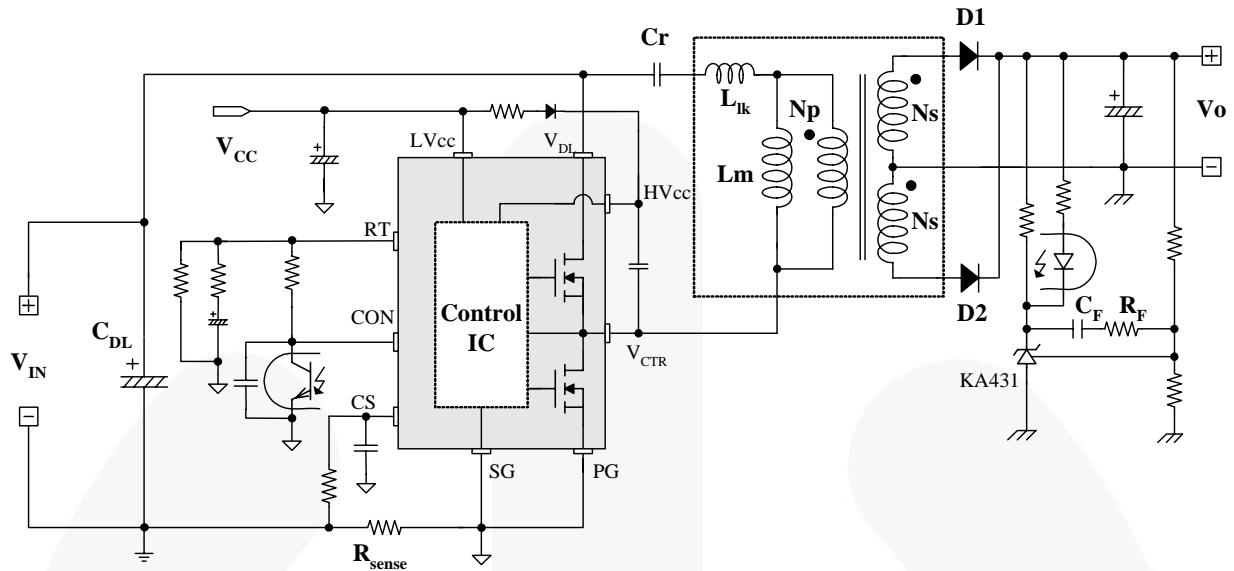 D1
Cr
L_lk
Np
Ns
Vo
V_CC
LVcc
V_DL
Lm
HVcc
Ns
RT
D2
CON
Control
IC
C_F
R_F
C_DL
V_IN
V_CTR
KA431
CS
SG
PG
R_sense